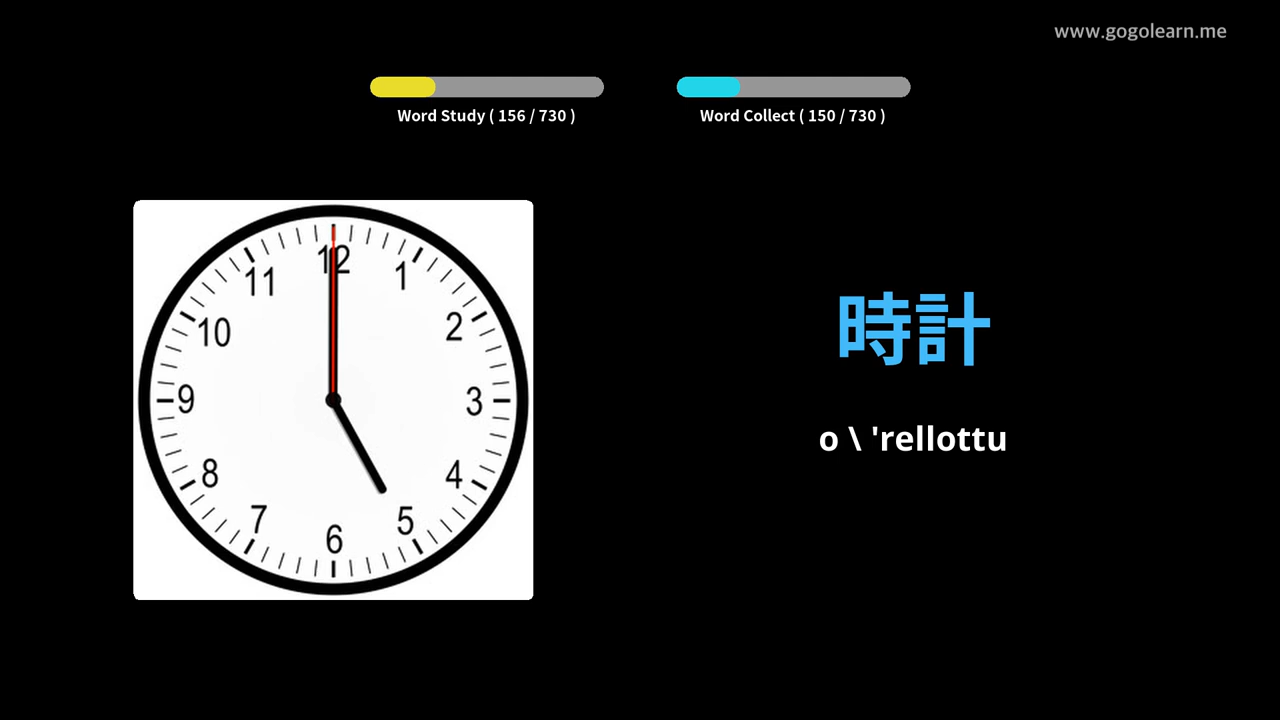 www.gogolearn.me
Word Study ( 156 / 730 )
Word Collect ( 150 / 730 )
12
11
1
10
2
9
3
8
4
7
5
6
時計
o \ 'rellottu